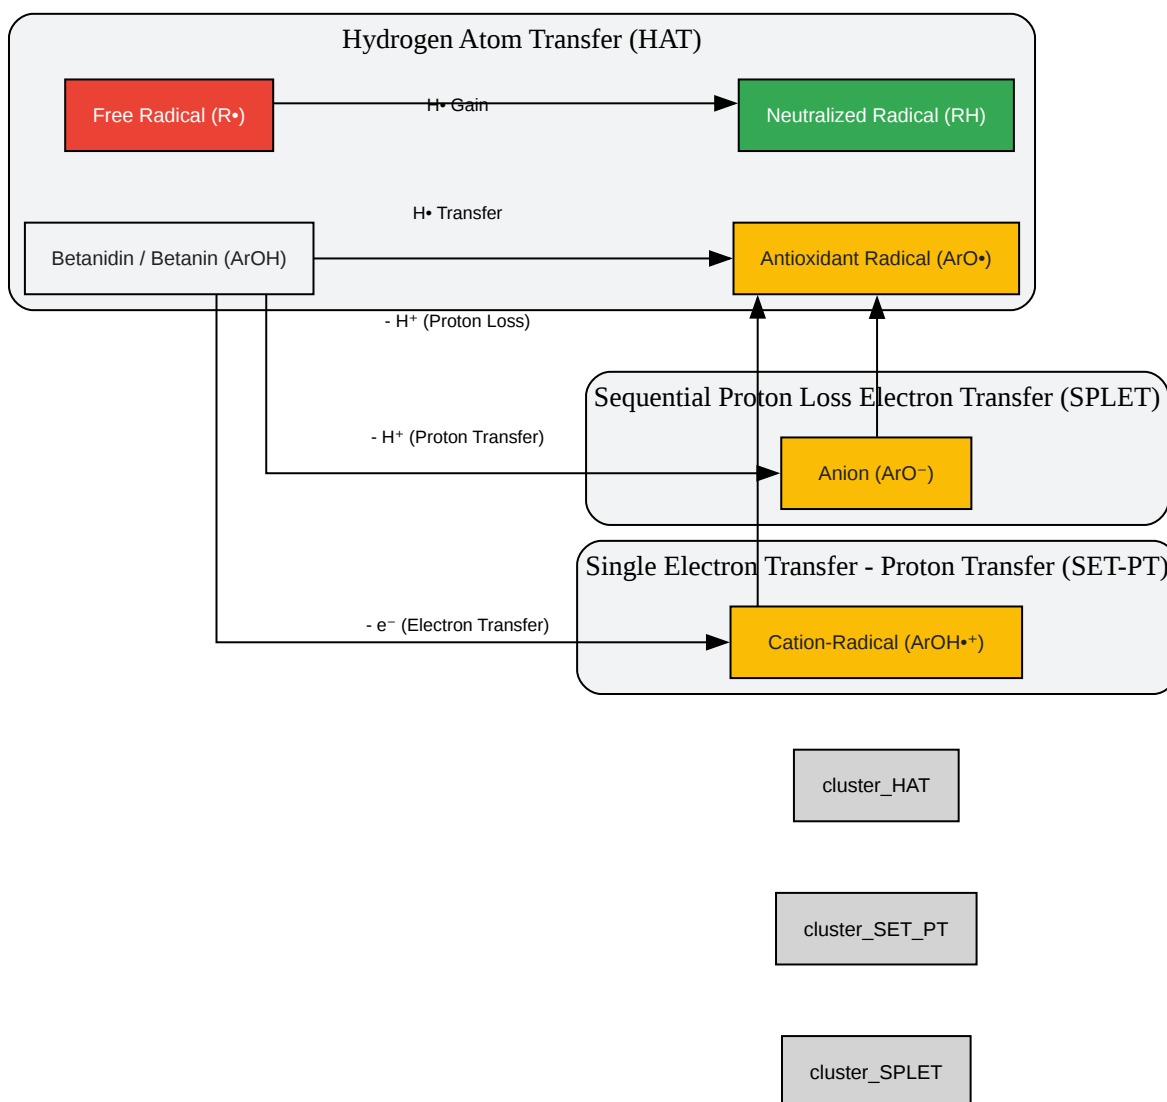 Hydrogen Atom Transfer (HAT)
Free Radical (R•)
H• Gain
Neutralized Radical (RH)
H• Transfer
Betanidin / Betanin (ArOH)
Antioxidant Radical (ArO•)
- H⁺ (Proton Loss)
Sequential Proton Loss Electron Transfer (SPLET)
- H⁺ (Proton Transfer)
Anion (ArO⁻)
Single Electron Transfer - Proton Transfer (SET-PT)
- e⁻ (Electron Transfer)
Cation-Radical (ArOH•⁺)
cluster_HAT
cluster_SET_PT
cluster_SPLET